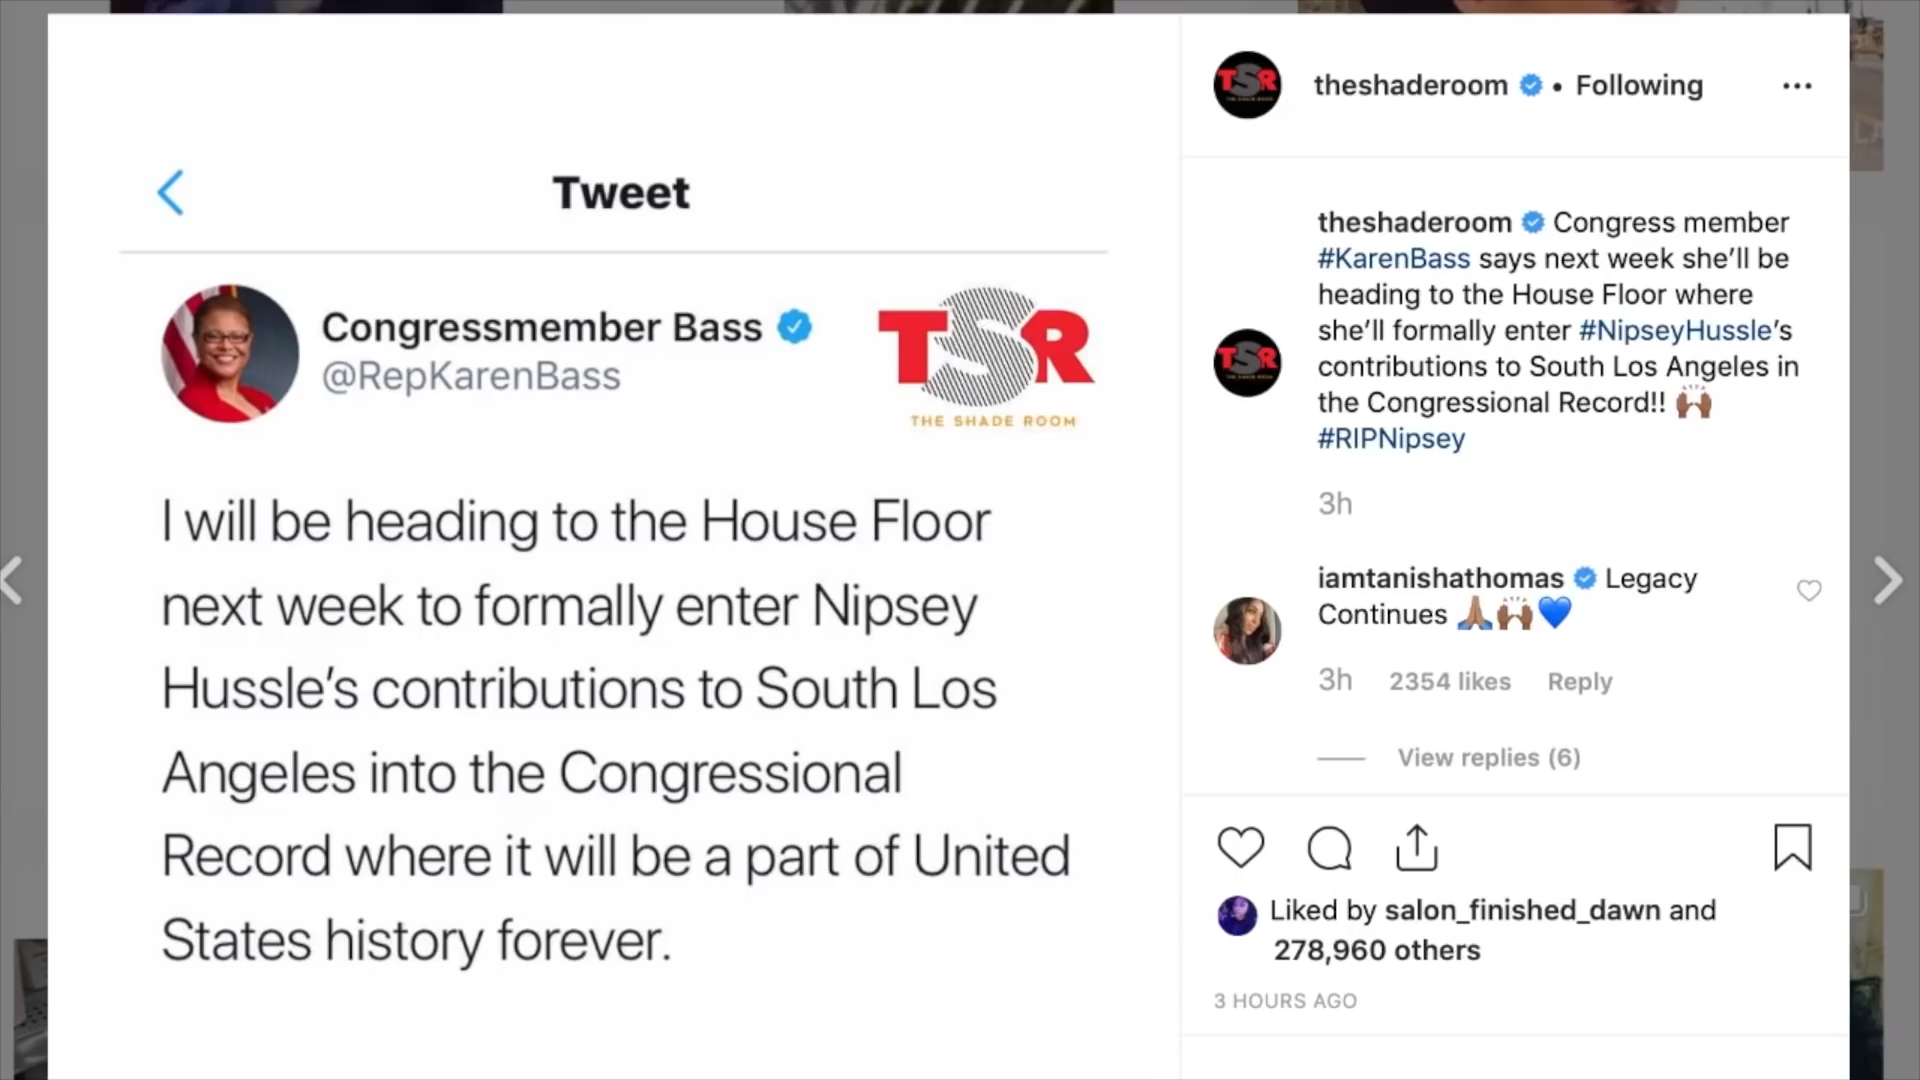 Tweet
Congressmember Bass
@RepKarenBass
TSR
THE SHADE ROOM
I will be heading to the House Floor
next week to formally enter Nipsey
Hussle’s contributions to South Los
Angeles into the Congressional
Record where it will be a part of United
States history forever.
TSR
theshaderoom • Following
theshaderoom Congress member
#KarenBass says next week she’ll be
heading to the House Floor where
she’ll formally enter #NipseyHussle’s
TSR
contributions to South Los Angeles in
the Congressional Record!! 🙌🏾
#RIPNipsey
3h
iamtanishathomas Legacy
Continues 🙏🏽🙌🏾💙
3h 2354 likes Reply
View replies (6)
Liked by salon_finished_dawn and
278,960 others
3 HOURS AGO